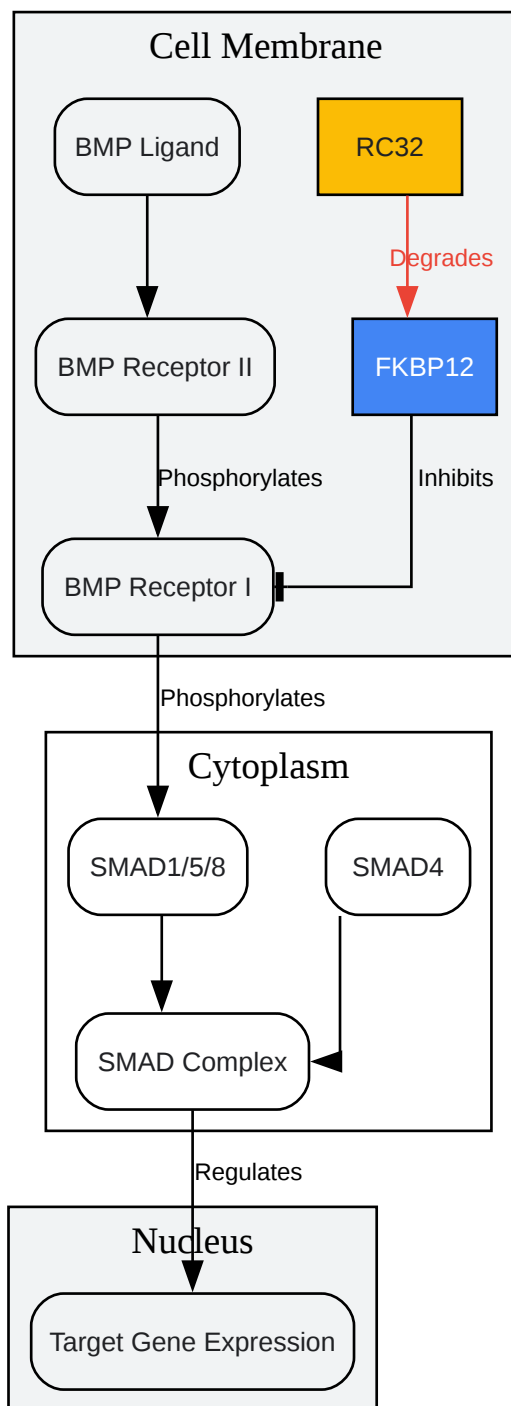 Cell Membrane
BMP Ligand
RC32
Degrades
BMP Receptor II
FKBP12
Phosphorylates
Inhibits
BMP Receptor I
Phosphorylates
Cytoplasm
SMAD1/5/8
SMAD4
SMAD Complex
Regulates
Nucleus
Target Gene Expression